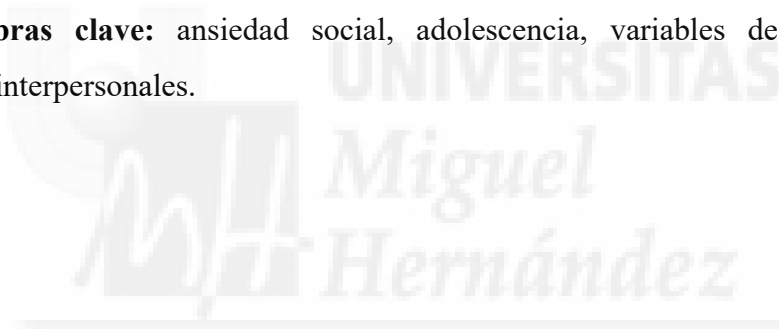 bras clave: ansiedad social, adolescencia, variables de
interpersonales.
UNIVERSITAS
Miguel
Hernández